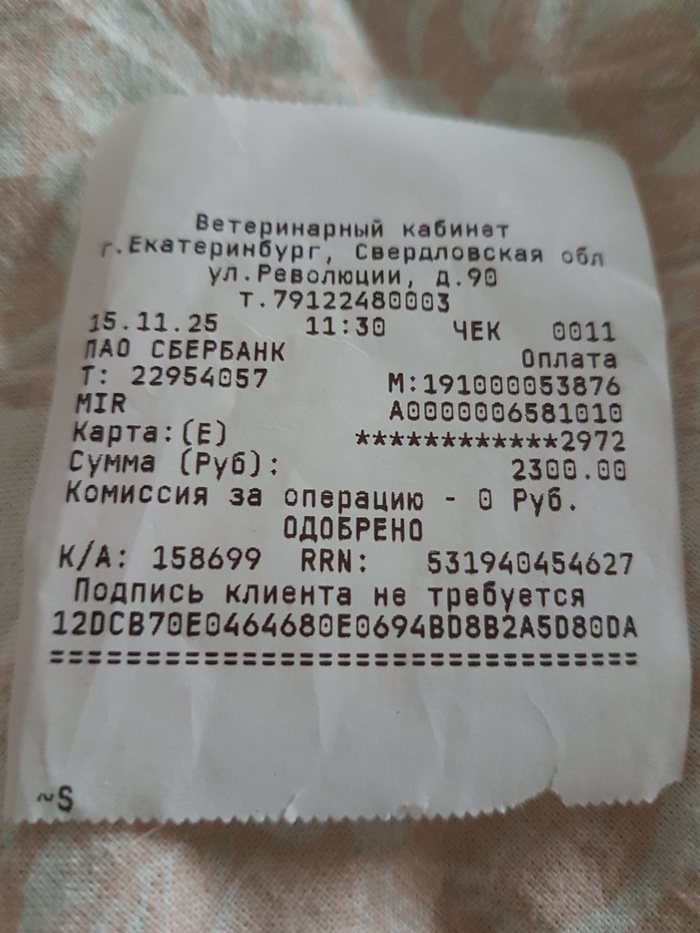 Ветеринарный кабинет
г.Екатеринбург, Свердловская обл
ул.Революции, д.90
т.79122480003
15.11.25 11:30 ЧЕК 0011
ПАО СБЕРБАНК Оплата
Т: 22954057 М:191000053876
MIR A0000006581010
Карта:(E) ************2972
Сумма (Руб): 2300.00
Комиссия за операцию - 0 Руб.
ОДОБРЕНО
К/А: 158699 RRN: 531940454627
Подпись клиента не требуется
12DCB70E0464680E0694BD8B2A5D80DA
==================================
~S